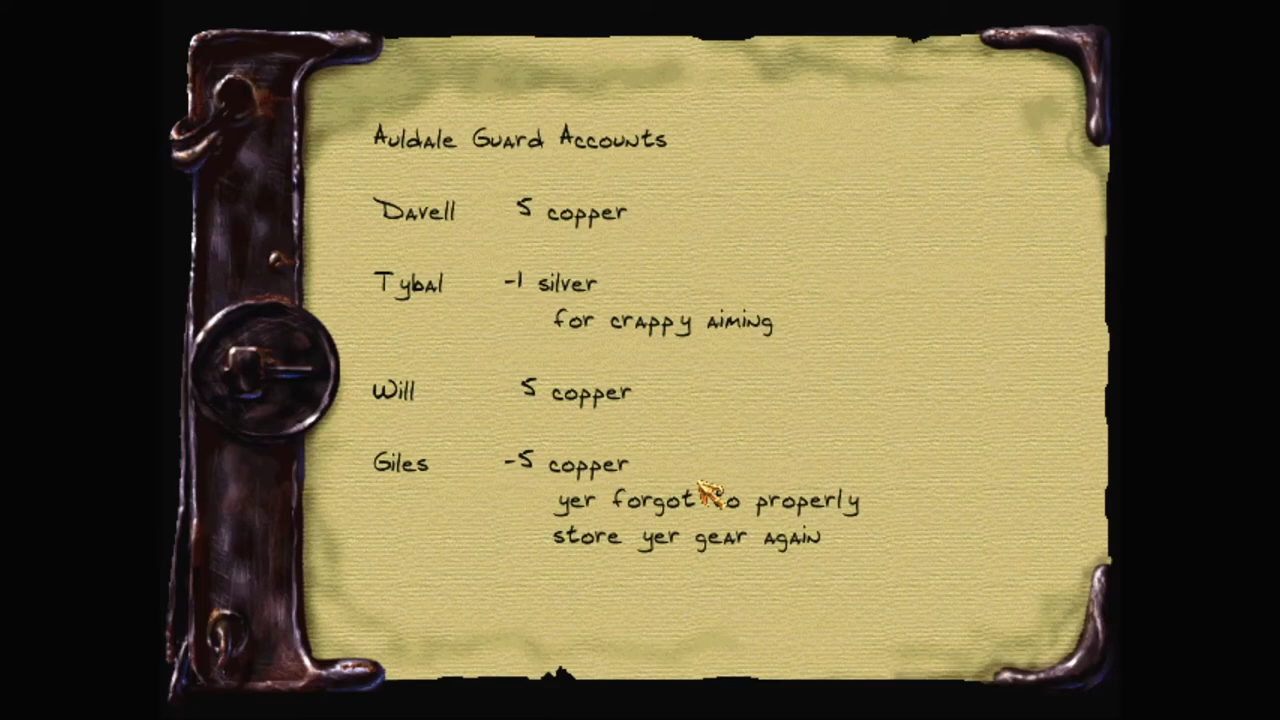 Auldale Guard Accounts
Davell 5 copper
Tybal -1 silver
for crappy aiming
Will 5 copper
Giles -5 copper
yer forgot to properly
store yer gear again